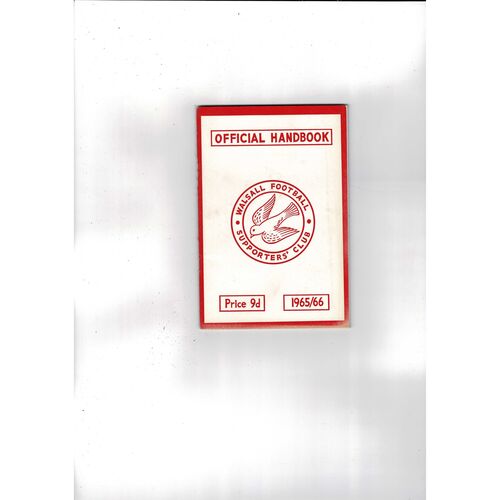 OFFICIAL HANDBOOK
• WALSALL FOOTBALL •
SUPPORTERS' CLUB
Price 9d
1965/66